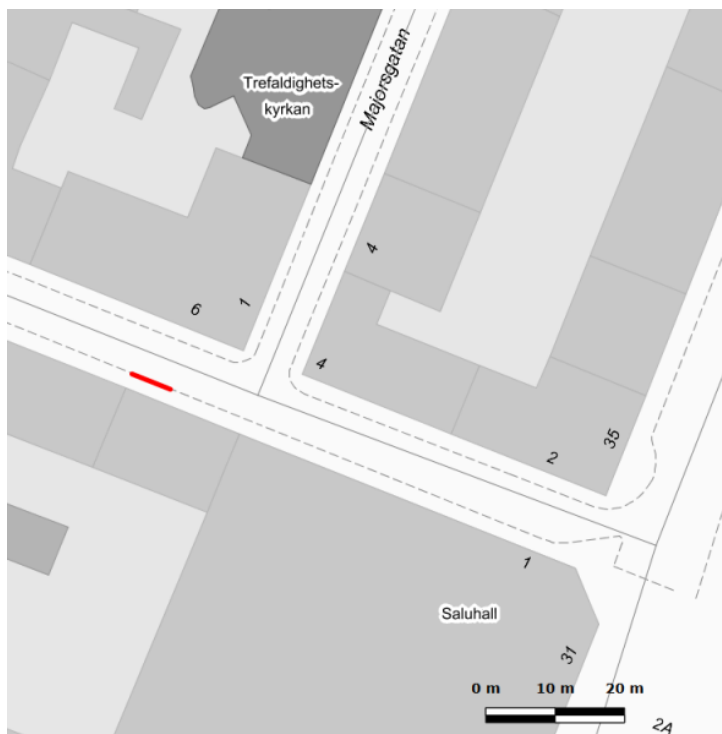 Majorsgatan
Trefaldighets-
kyrkan
4
6
1
4
35
2
1
Saluhall
31
0 m 10 m 20 m
2A